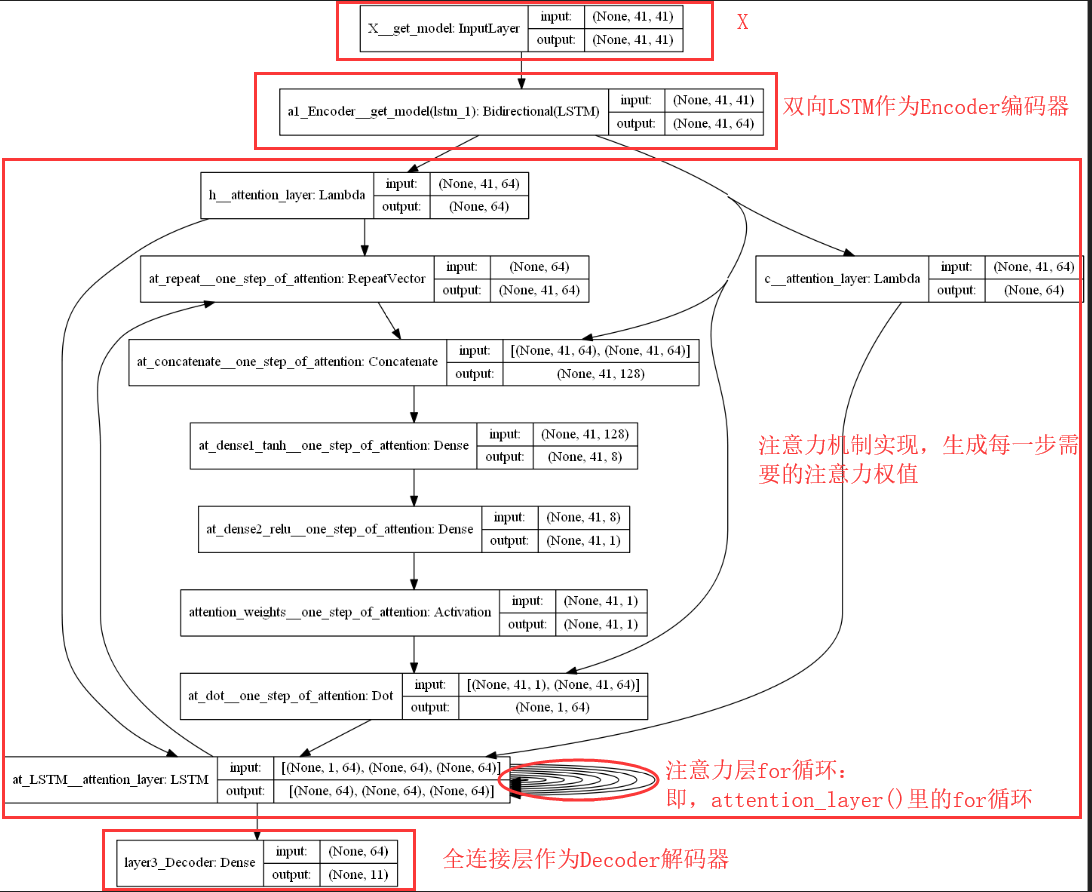 X__get_model: InputLayer
input: (None, 41, 41)
output: (None, 41, 41)
X
a1_Encoder__get_model(lstm_1): Bidirectional(LSTM)
input: (None, 41, 41)
output: (None, 41, 64)
双向LSTM作为Encoder编码器
h__attention_layer: Lambda
input: (None, 41, 64)
output: (None, 64)
at_repeat__one_step_of_attention: RepeatVector
input: (None, 64)
output: (None, 41, 64)
c__attention_layer: Lambda
input: (None, 41, 64)
output: (None, 64)
at_concatenate__one_step_of_attention: Concatenate
input: [(None, 41, 64), (None, 41, 64)]
output: (None, 41, 128)
at_dense1_tanh__one_step_of_attention: Dense
input: (None, 41, 128)
output: (None, 41, 8)
注意力机制实现，生成每一步需
要的注意力权值
at_dense2_relu__one_step_of_attention: Dense
input: (None, 41, 8)
output: (None, 41, 1)
attention_weights__one_step_of_attention: Activation
input: (None, 41, 1)
output: (None, 41, 1)
at_dot__one_step_of_attention: Dot
input: [(None, 41, 1), (None, 41, 64)]
output: (None, 1, 64)
at_LSTM__attention_layer: LSTM
input: [(None, 1, 64), (None, 64), (None, 64)]
output: [(None, 64), (None, 64), (None, 64)]
注意力层for循环：
即，attention_layer()里的for循环
layer3_Decoder: Dense
input: (None, 64)
output: (None, 11)
全连接层作为Decoder解码器